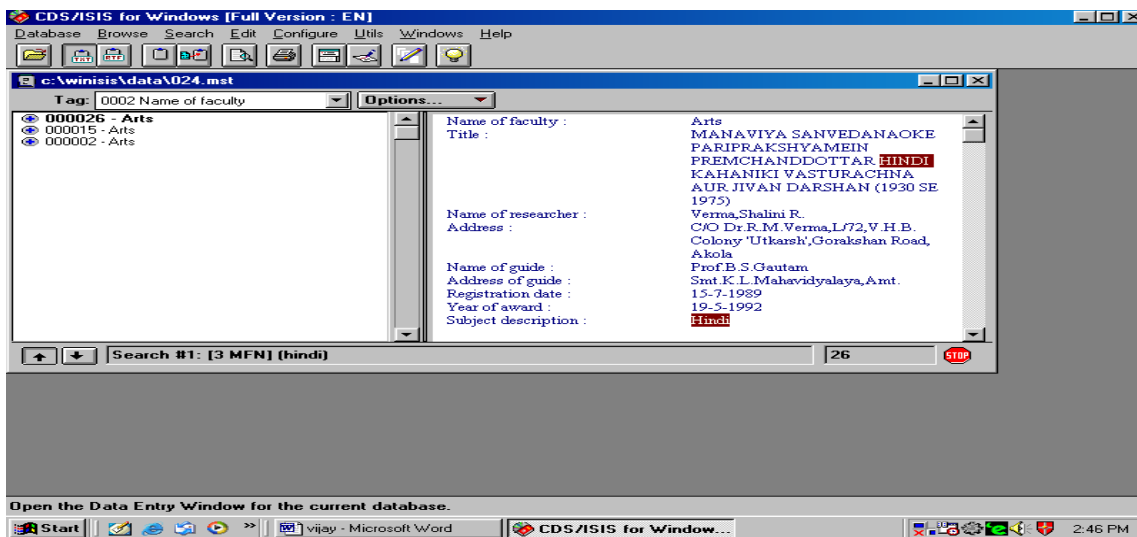 CDS/ISIS for Windows [Full Version : EN]
Database Browse Search Edit Configure Utils Windows Help
c:\winisis\data\024.mst
Tag: 0002 Name of faculty Options...
000026 - Arts
000015 - Arts
000002 - Arts
Name of faculty : Arts
Title : MANAVIYA SANVEDANAOKE
PARIPRAKSHYAMEIN
PREMCHANDDOTTAR HINDI
KAHANIKI VASTURACHNA
AUR JIVAN DARSHAN (1930 SE
1975)
Name of researcher : Verma,Shalini R.
Address : C/O Dr.R.M.Verma,L/72,V.H.B.
Colony 'Utkarsh',Gorakshan Road,
Akola
Name of guide : Prof.B.S.Gautam
Address of guide : Smt.K.L.Mahavidyalaya,Amt.
Registration date : 15-7-1989
Year of award : 19-5-1992
Subject description : Hindi
Search #1: [3 MFN] (hindi) 26 STOP
Open the Data Entry Window for the current database.
Start » vijay - Microsoft Word CDS/ISIS for Window... 2:46 PM